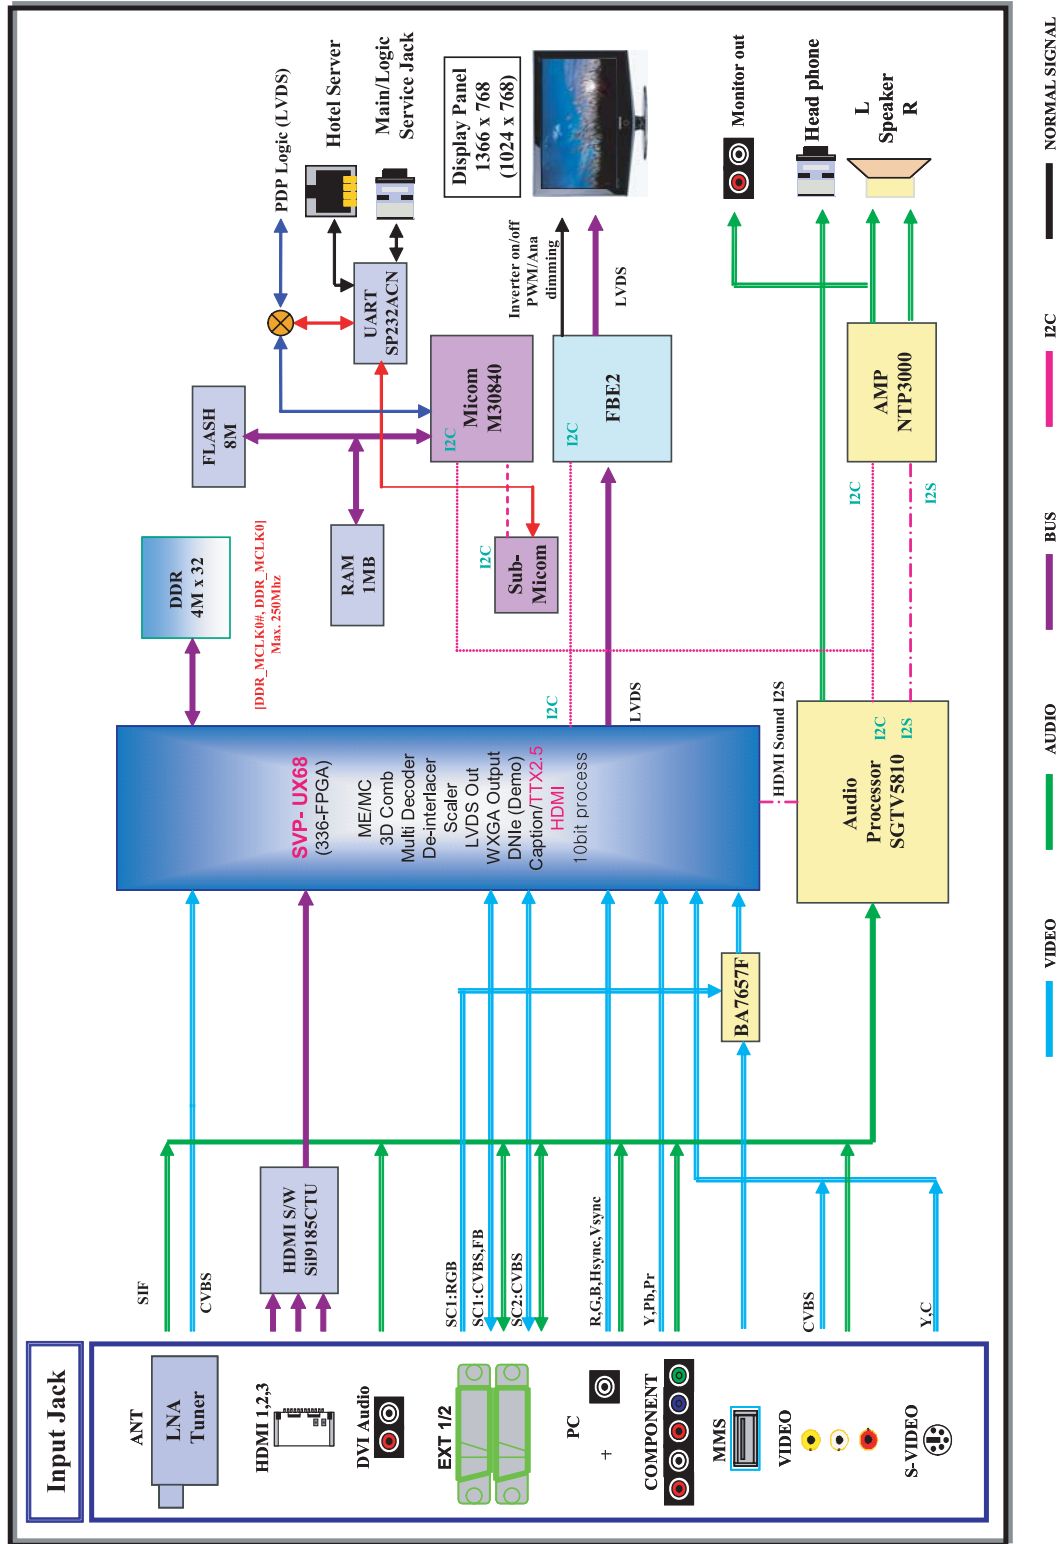 Input Jack
ANT
LNA
Tuner
HDMI 1,2,3
DVI Audio
EXT 1/2
PC
+
COMPONENT
MMS
VIDEO
S-VIDEO
SIF
CVBS
HDMI S/W
SiI9185CTU
SC1:RGB
SC1:CVBS,FB
SC2:CVBS
R,G,B,Hsync,Vsync
Y,Pb,Pr
CVBS
Y,C
BA7657F
SVP- UX68
(336-FPGA)
ME/MC
3D Comb
Multi Decoder
De-interlacer
Scaler
LVDS Out
WXGA Output
DNIe (Demo)
Caption/TTX2.5
HDMI
10bit process
HDMI Sound I2S
Audio
Processor
SGTV5810
I2C
I2S
DDR
4M x 32
[DDR_MCLK0#, DDR_MCLK0]
Max. 250Mhz
I2C
LVDS
FLASH
8M
RAM
1MB
I2C
Sub-
Micom
Micom
M30840
I2C
UART
SP232ACN
FBE2
I2C
AMP
NTP3000
I2C
I2S
PDP Logic (LVDS)
Hotel Server
Main/Logic
Service Jack
Display Panel
1366 x 768
(1024 x 768)
Inverter on/off
PWM/Ana
dimming
LVDS
Monitor out
Head phone
L
Speaker
R
VIDEO
AUDIO
BUS
I2C
NORMAL SIGNAL